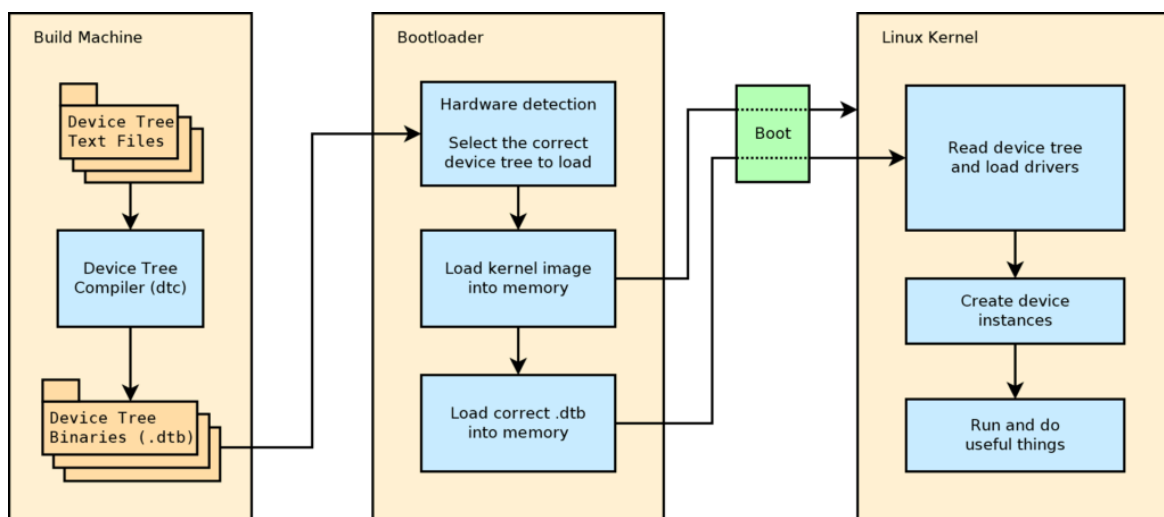 Build Machine
Device Tree
Text Files
Device Tree
Compiler (dtc)
Device Tree
Binaries (.dtb)
Bootloader
Hardware detection
Select the correct
device tree to load
Load kernel image
into memory
Load correct .dtb
into memory
Boot
Linux Kernel
Read device tree
and load drivers
Create device
instances
Run and do
useful things